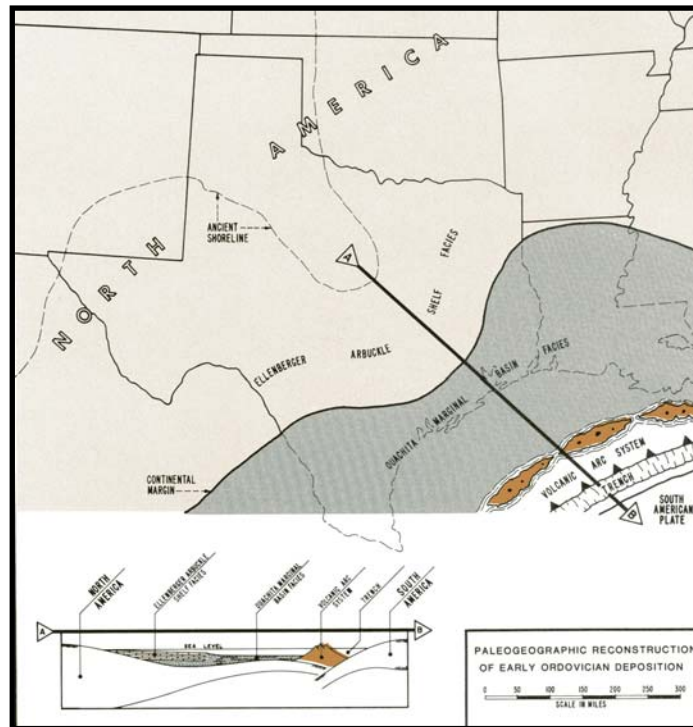 NORTH AMERICA
ANCIENT
SHORELINE
A
ELLENBERGER ARBUCKLE SHELF FACIES
OUACHITA MARGINAL BASIN FACIES
CONTINENTAL
MARGIN
VOLCANIC ARC SYSTEM
TRENCH
B
SOUTH
AMERICAN
PLATE
NORTH
AMERICA
ELLENBERGER ARBUCKLE
SHELF FACIES
OUACHITA MARGINAL
BASIN FACIES
VOLCANIC ARC
SYSTEM
TRENCH
SOUTH
AMERICA
A
B
SEA LEVEL
PALEOGEOGRAPHIC RECONSTRUCTION
OF EARLY ORDOVICIAN DEPOSITION
0 50 100 150 200 250 300
SCALE IN MILES